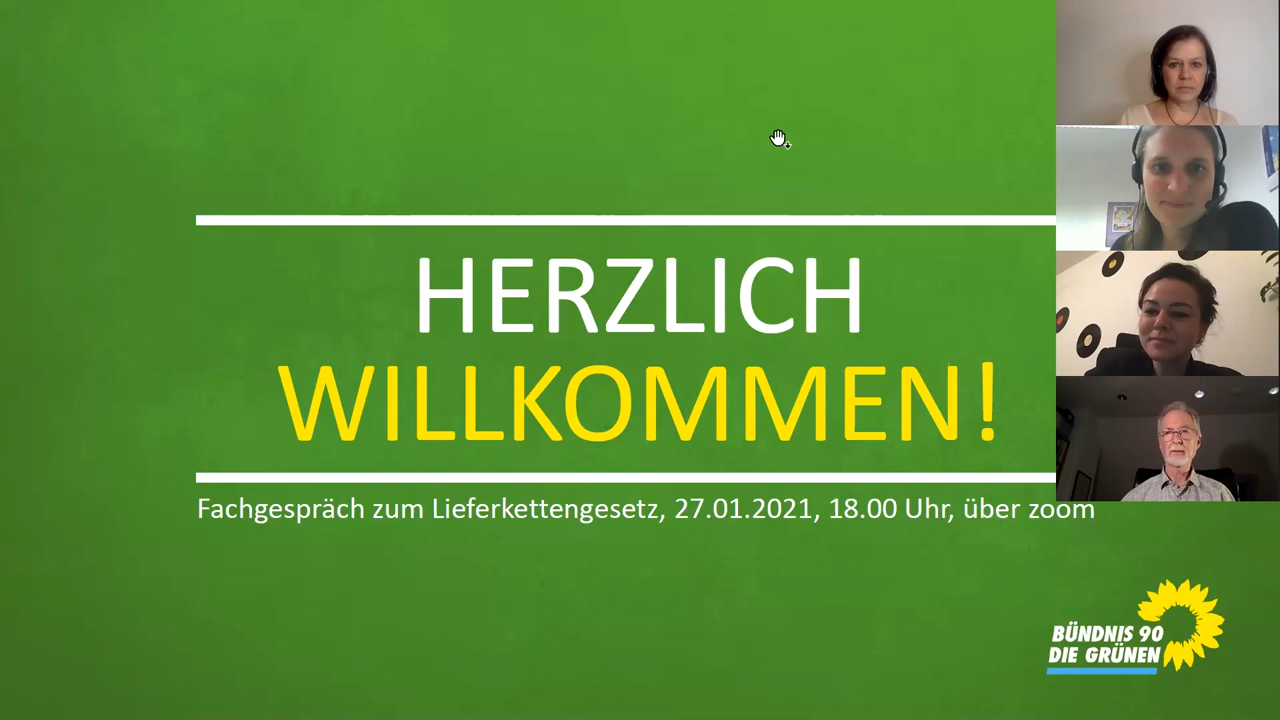 HERZLICH
WILLKOMMEN!
Fachgespräch zum Lieferkettengesetz, 27.01.2021, 18.00 Uhr, über zoom
BÜNDNIS 90
DIE GRÜNEN